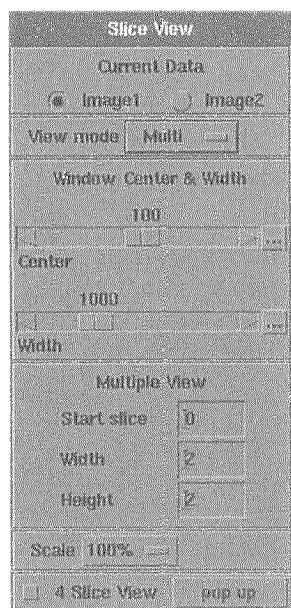 Slice View
Current Data
Image1 Image2
View mode Multi
Window Center & Width
100
...
Center
1000
...
Width
Multiple View
Start slice 0
Width 2
Height 2
Scale 100%
4 Slice View pop up